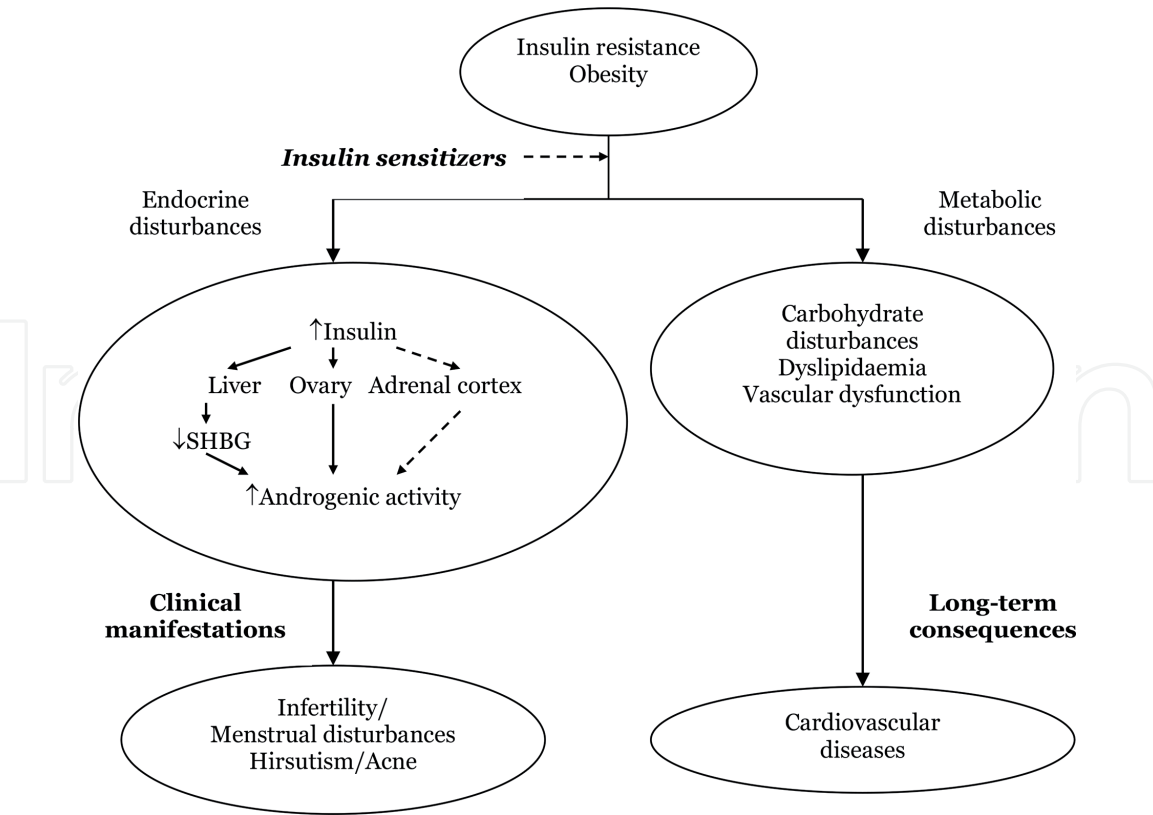 Insulin resistance
Obesity
Insulin sensitizers
Endocrine
disturbances
Metabolic
disturbances
↑Insulin
Liver
Ovary
Adrenal cortex
↓SHBG
↑Androgenic activity
Carbohydrate
disturbances
Dyslipidaemia
Vascular dysfunction
Clinical
manifestations
Long-term
consequences
Infertility/
Menstrual disturbances
Hirsutism/Acne
Cardiovascular
diseases